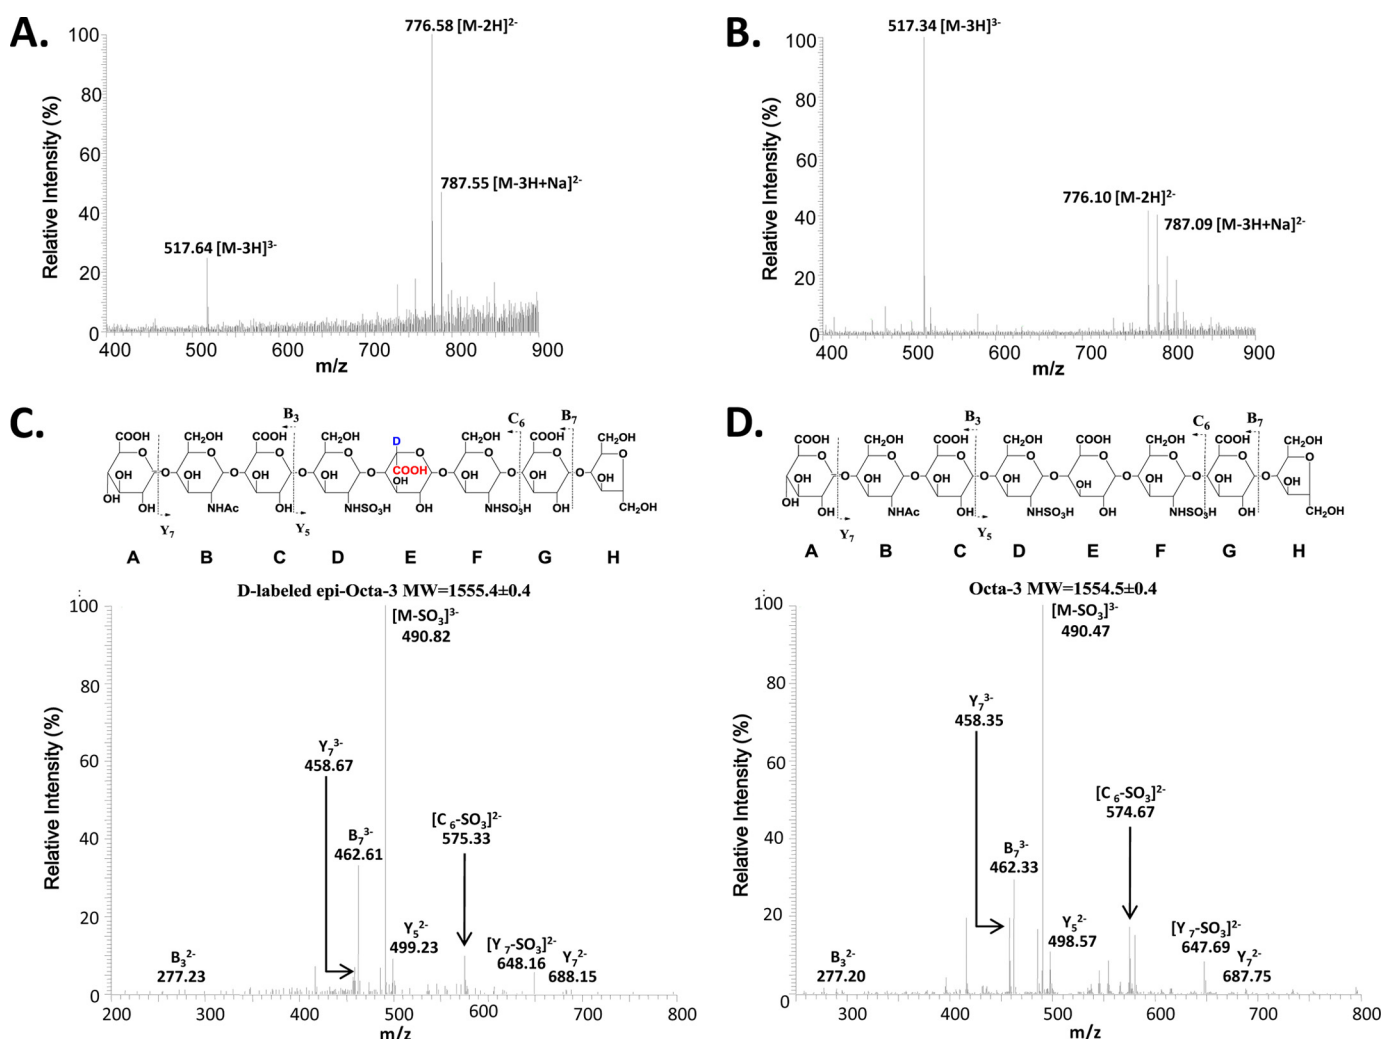 A.
776.58 [M-2H]2-
787.55 [M-3H+Na]2-
517.64 [M-3H]3-
Relative Intensity (%)
100
80
60
40
20
0
400 500 600 700 800 900
m/z
B.
517.34 [M-3H]3-
776.10 [M-2H]2-
787.09 [M-3H+Na]2-
Relative Intensity (%)
100
80
60
40
20
0
400 500 600 700 800 900
m/z
C.
B3 C6 B7
COOH CH2OH COOH CH2OH D CH2OH COOH CH2OH
O O O O O O O O
COOH
OH OH OH OH OH OH OH OH
OH OH NHAc OH NHSO3H OH NHSO3H OH CH2OH
Y7 Y5
A B C D E F G H
D-labeled epi-Octa-3 MW=1555.4±0.4
[M-SO3]3-
490.82
Y73-
458.67
B73-
462.61
[C6-SO3]2-
575.33
Y52-
499.23
[Y7-SO3]2-
648.16
Y72-
688.15
B32-
277.23
Relative Intensity (%)
100
80
60
40
20
0
200 300 400 500 600 700 800
m/z
D.
B3 C6 B7
COOH CH2OH COOH CH2OH COOH CH2OH COOH CH2OH
O O O O O O O O
OH OH OH OH OH OH OH OH
OH OH NHAc OH NHSO3H OH NHSO3H OH CH2OH
Y7 Y5
A B C D E F G H
Octa-3 MW=1554.5±0.4
[M-SO3]3-
490.47
Y73-
458.35
B73-
462.33
[C6-SO3]2-
574.67
Y52-
498.57
[Y7-SO3]2-
647.69
Y72-
687.75
B32-
277.20
Relative Intensity (%)
100
80
60
40
20
0
300 400 500 600 700 800
m/z